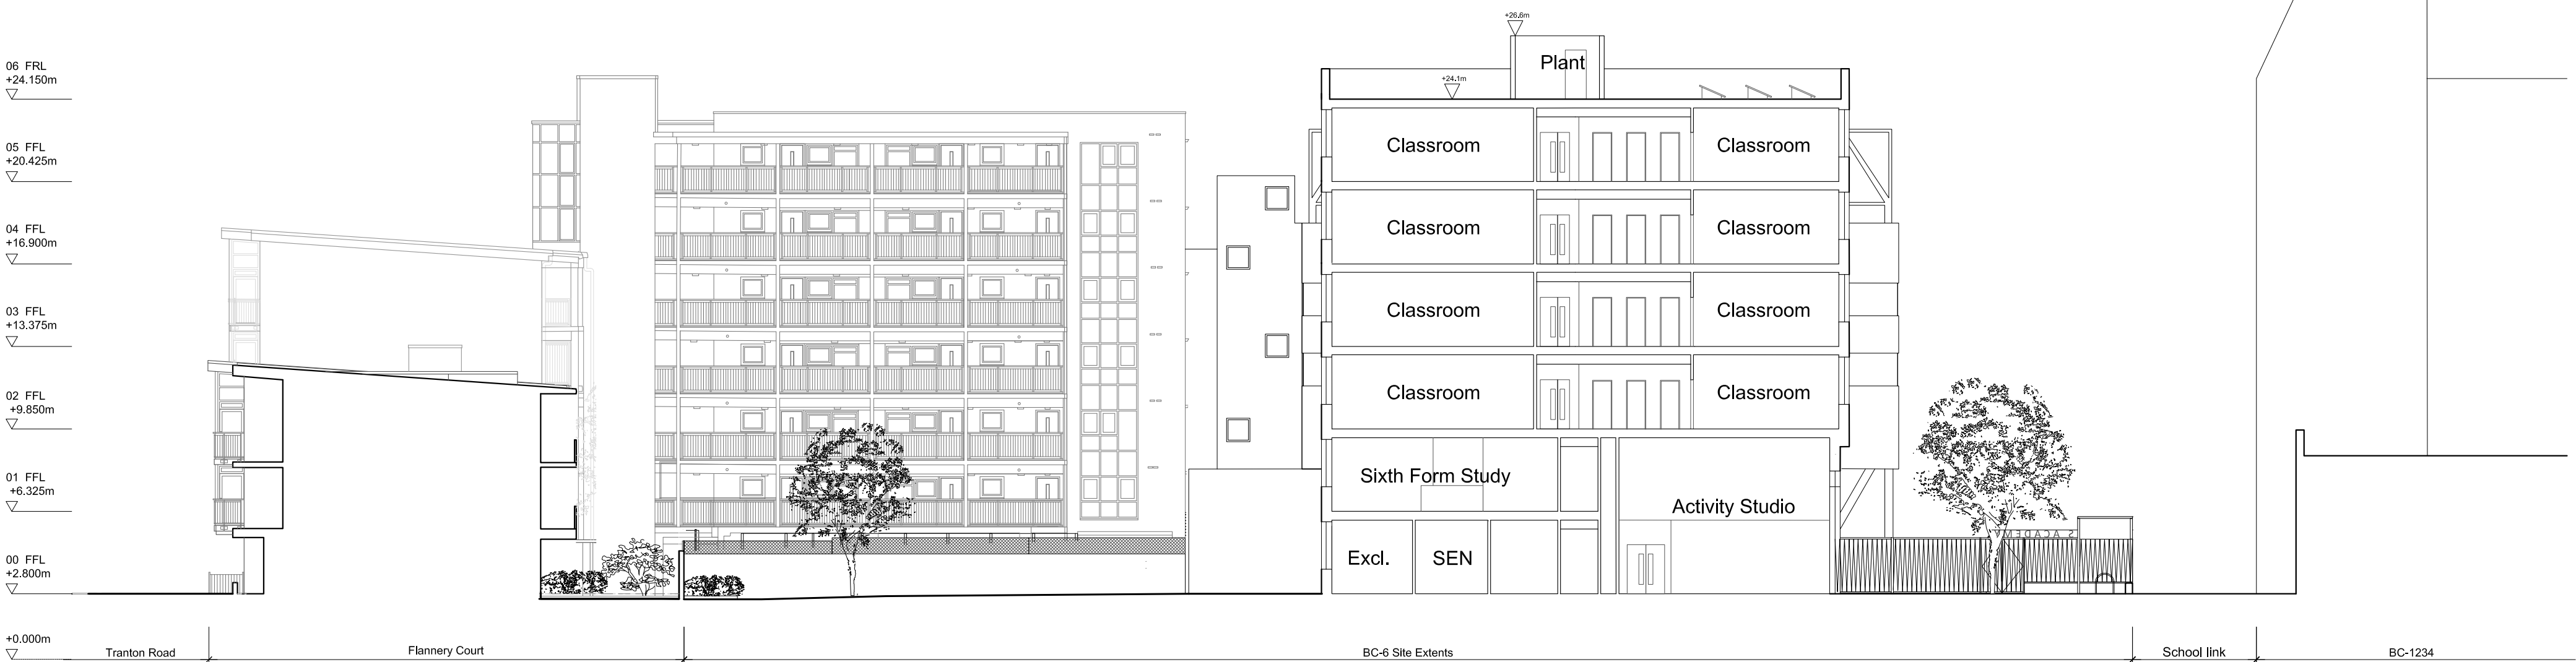 +26.6m
06 FRL
+24.150m
Plant
+24.1m
05 FFL
+20.425m
Classroom
Classroom
04 FFL
+16.900m
Classroom
Classroom
03 FFL
+13.375m
Classroom
Classroom
02 FFL
+9.850m
Classroom
Classroom
01 FFL
+6.325m
Sixth Form Study
Activity Studio
00 FFL
+2.800m
Excl.
SEN
+0.000m
Tranton Road
Flannery Court
BC-6 Site Extents
School link
BC-1234